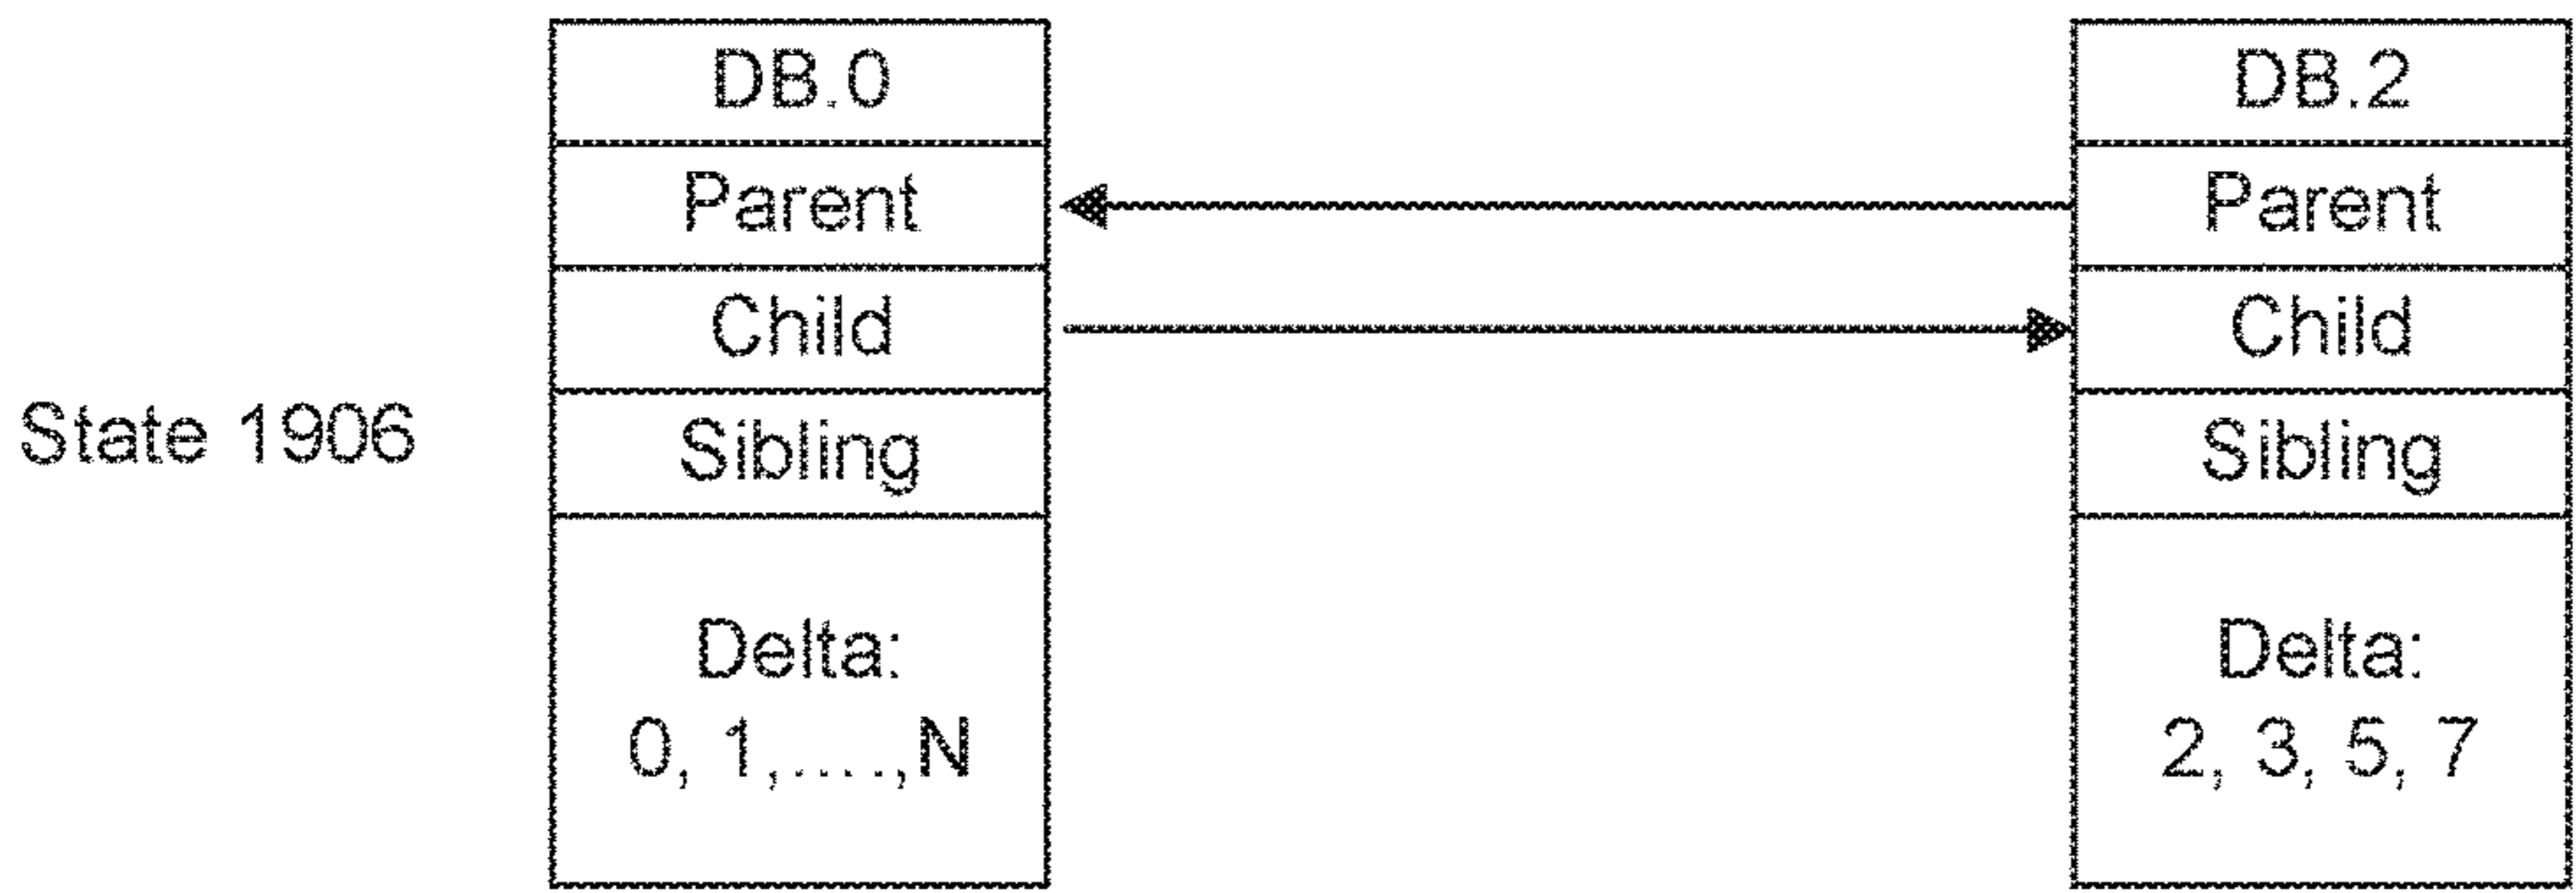 State 1906
DB.0
Parent
Child
Sibling
Delta:
0, 1,....,N
DB.2
Parent
Child
Sibling
Delta:
2, 3, 5, 7